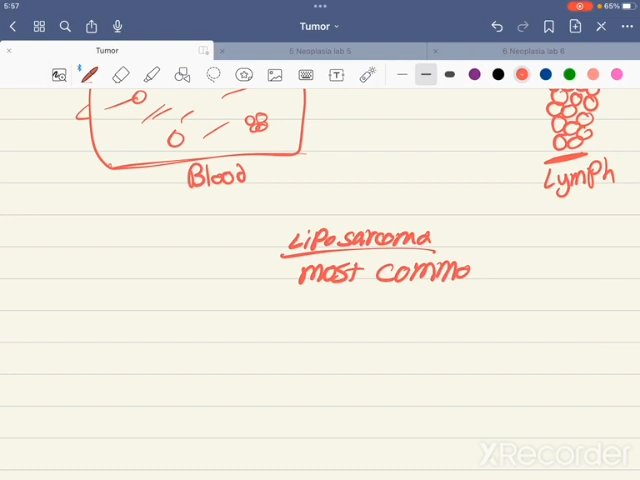 5:57
65%
Tumor
Tumor
5 Neoplasia lab 5
6 Neoplasia lab 6
Blood
Lymph
Liposarcoma
most commo
XRecorder